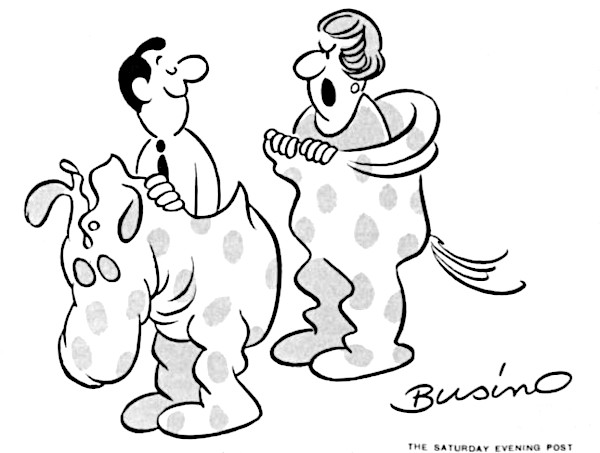 Busino
THE SATURDAY EVENING POST